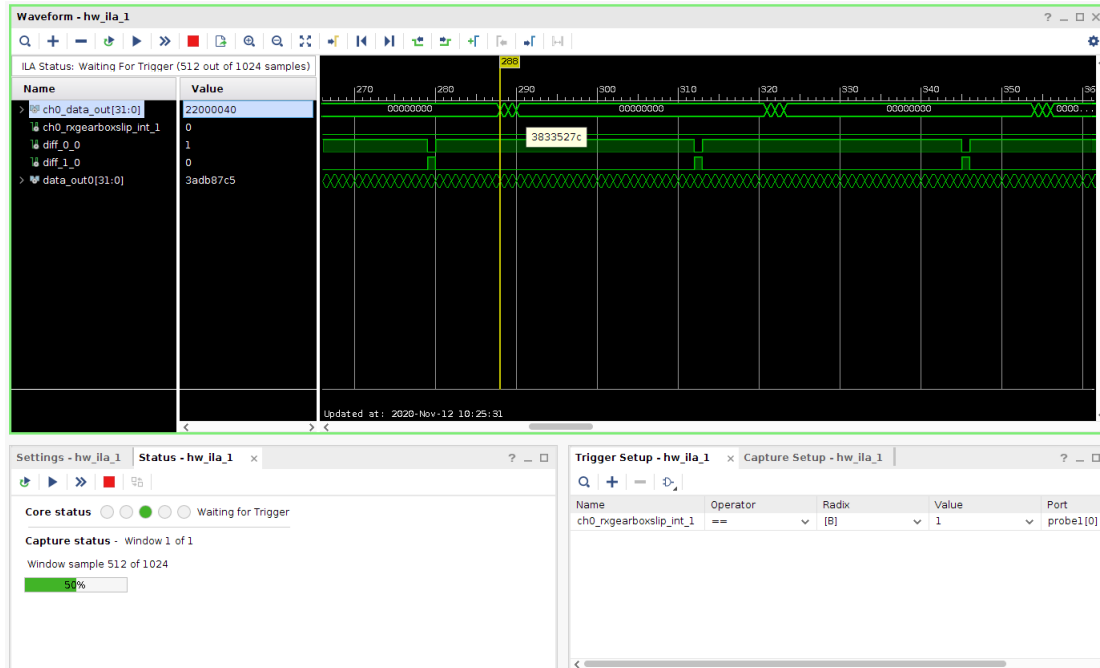 Waveform - hw_ila_1
ILA Status: Waiting For Trigger (512 out of 1024 samples)
288
Name Value
270 280 290 300 310 320 330 340 350 36
ch0_data_out[31:0] 22000040 00000000 00000000 00000000 0000...
ch0_rxgearboxslip_int_1 0
3833527c
diff_0_0 1
diff_1_0 0
data_out0[31:0] 3adb87c5
Updated at: 2020-Nov-12 10:25:31
Settings - hw_ila_1 Status - hw_ila_1
Core status Waiting for Trigger
Capture status - Window 1 of 1
Window sample 512 of 1024
50%
Trigger Setup - hw_ila_1 Capture Setup - hw_ila_1
Name Operator Radix Value Port
ch0_rxgearboxslip_int_1 == [B] 1 probe1[0]